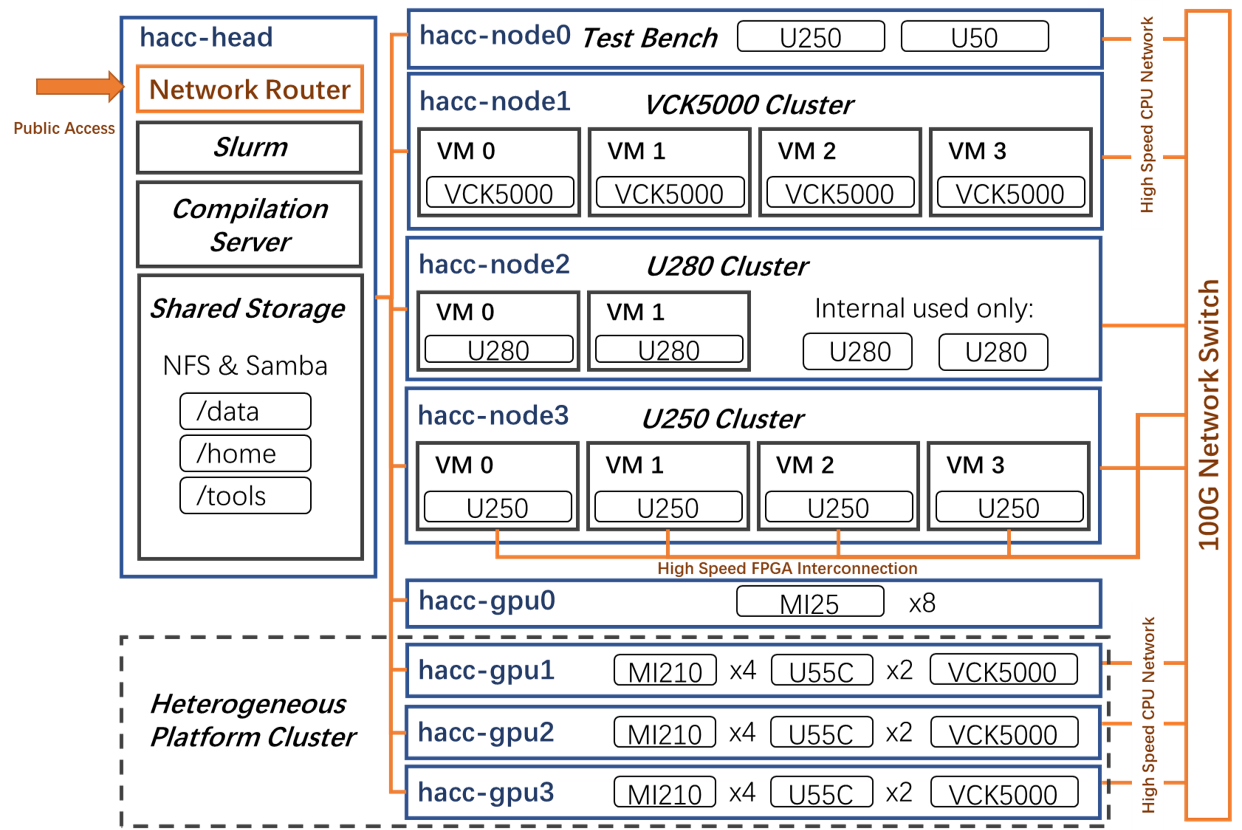 hacc-head
Network Router
Public Access
Slurm
Compilation
Server
Shared Storage
NFS & Samba
/data
/home
/tools
hacc-node0 Test Bench U250 U50
hacc-node1 VCK5000 Cluster
VM 0 VM 1 VM 2 VM 3
VCK5000 VCK5000 VCK5000 VCK5000
hacc-node2 U280 Cluster
VM 0 VM 1 Internal used only:
U280 U280 U280 U280
hacc-node3 U250 Cluster
VM 0 VM 1 VM 2 VM 3
U250 U250 U250 U250
High Speed FPGA Interconnection
hacc-gpu0 MI25 x8
Heterogeneous
Platform Cluster
hacc-gpu1 MI210 x4 U55C x2 VCK5000
hacc-gpu2 MI210 x4 U55C x2 VCK5000
hacc-gpu3 MI210 x4 U55C x2 VCK5000
High Speed CPU Network
High Speed CPU Network
100G Network Switch